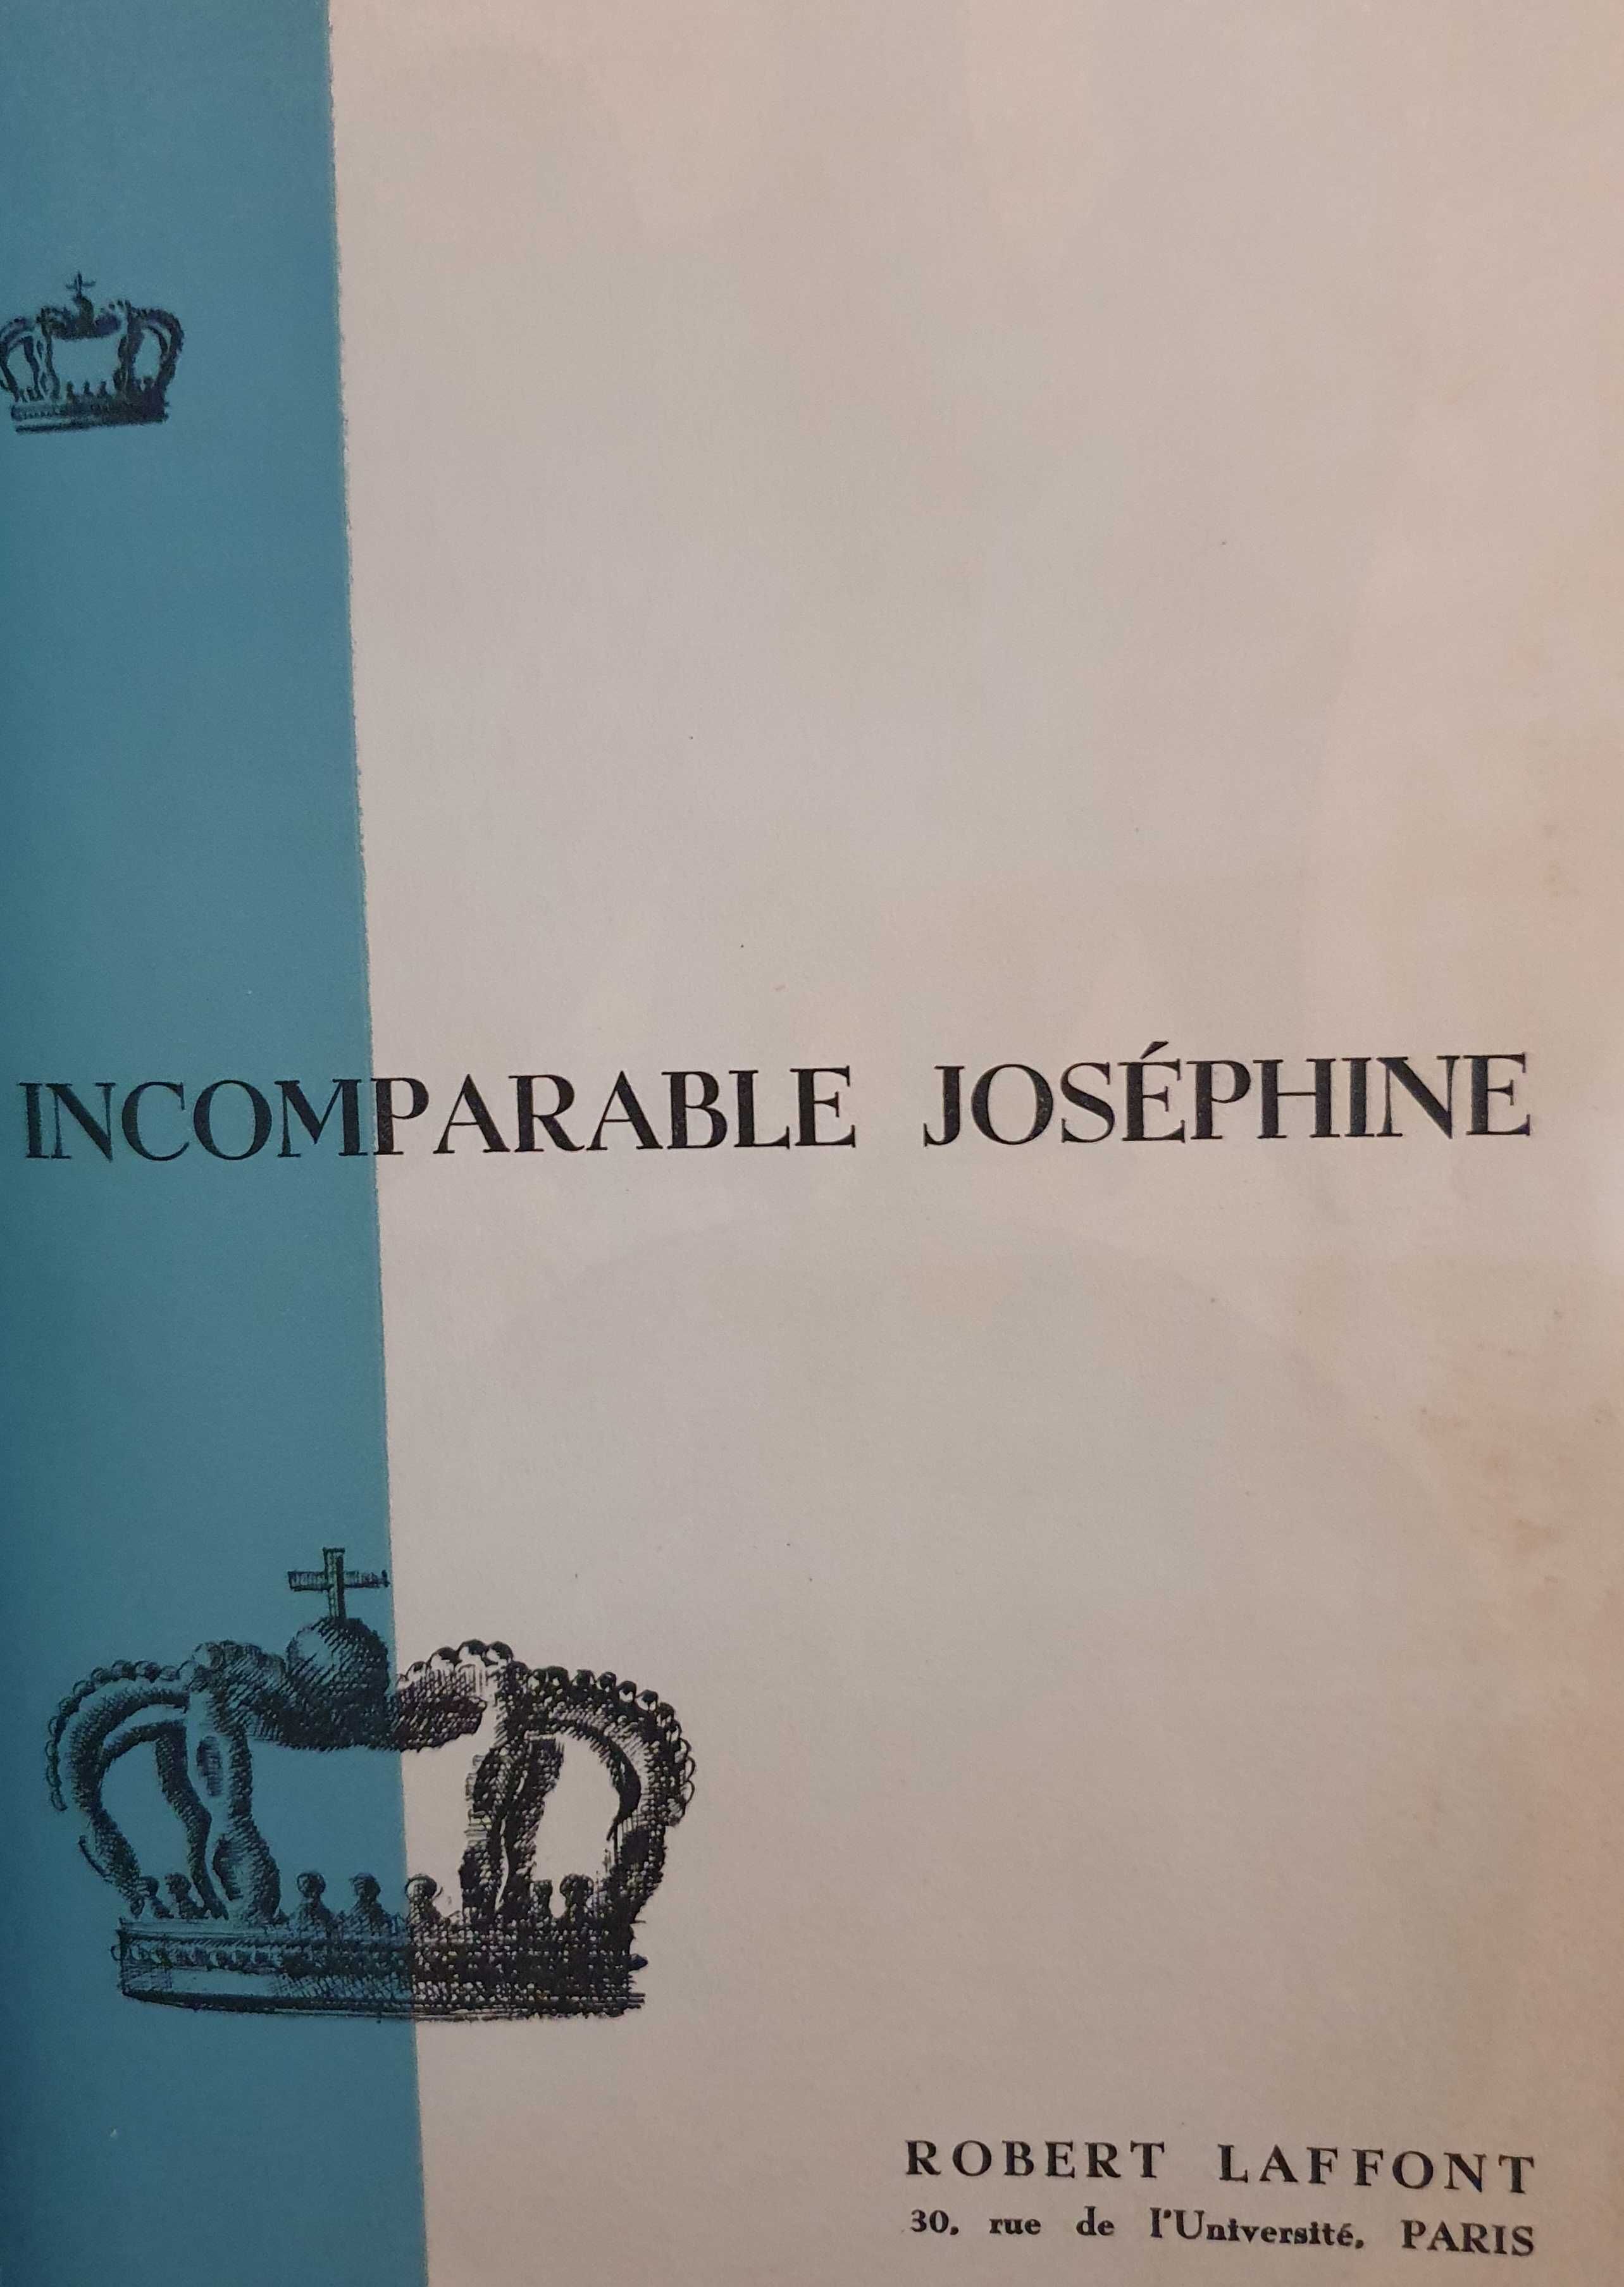 INCOMPARABLE JOSÉPHINE
ROBERT LAFFONT
30, rue de l'Université, PARIS